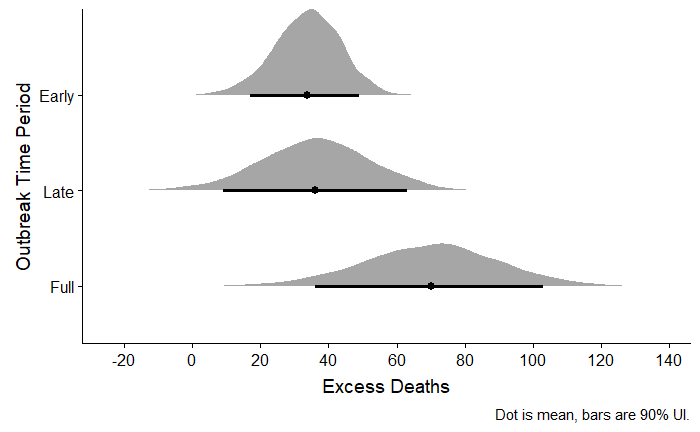 Outbreak Time Period
Early
Late
Full
-20 0 20 40 60 80 100 120 140
Excess Deaths
Dot is mean, bars are 90% UI.